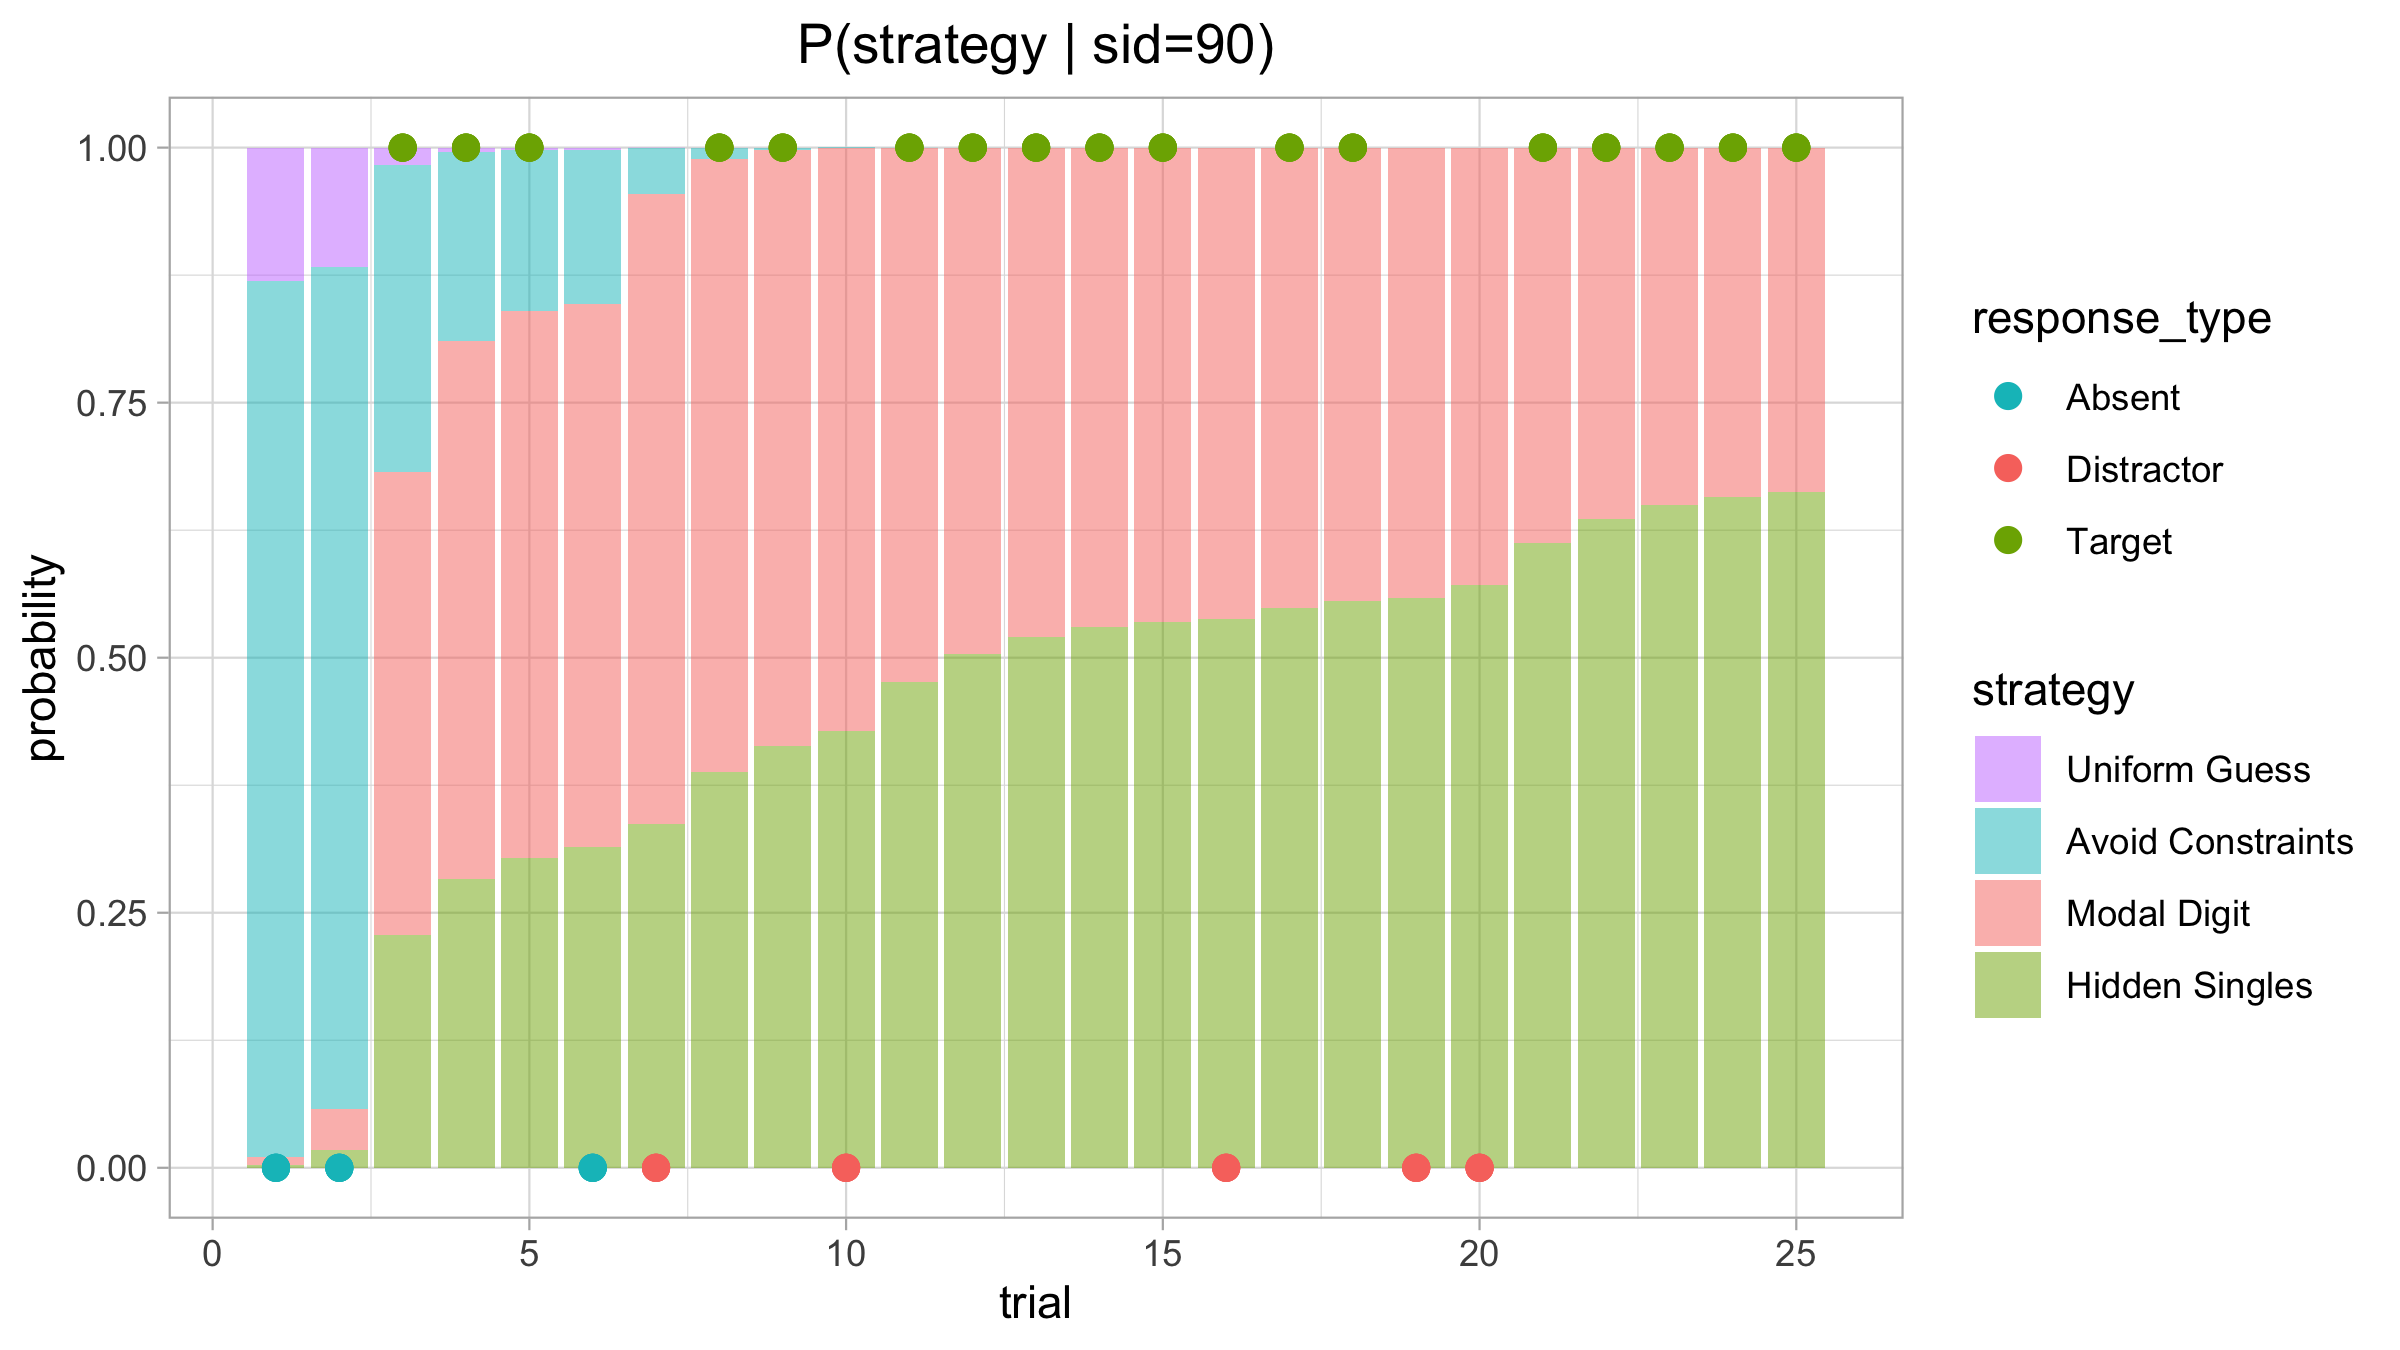 P(strategy | sid=90)
1.00
0.75
0.50
0.25
0.00
probability
0 5 10 15 20 25
trial
response_type
Absent
Distractor
Target
strategy
Uniform Guess
Avoid Constraints
Modal Digit
Hidden Singles